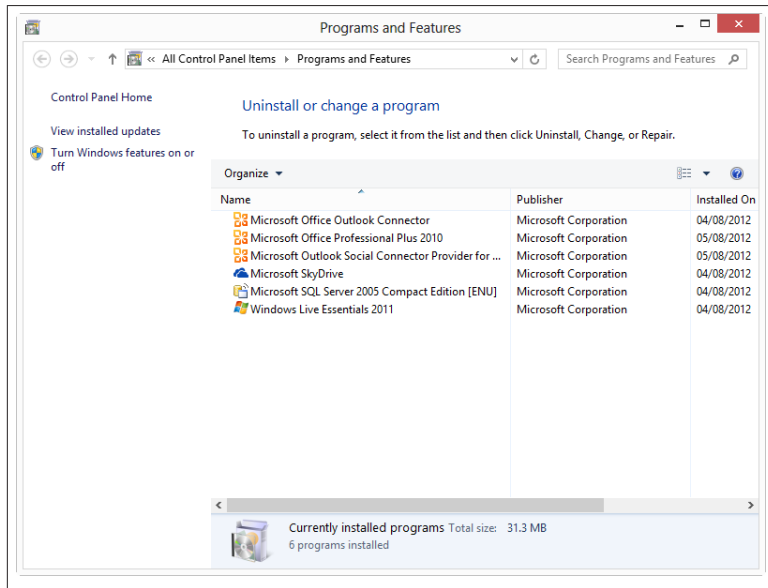 Programs and Features
« All Control Panel Items Programs and Features
Search Programs and Features
Control Panel Home
View installed updates
Turn Windows features on or
off
Uninstall or change a program
To uninstall a program, select it from the list and then click Uninstall, Change, or Repair.
Organize
Name Publisher Installed On
Microsoft Office Outlook Connector Microsoft Corporation 04/08/2012
Microsoft Office Professional Plus 2010 Microsoft Corporation 05/08/2012
Microsoft Outlook Social Connector Provider for ... Microsoft Corporation 05/08/2012
Microsoft SkyDrive Microsoft Corporation 04/08/2012
Microsoft SQL Server 2005 Compact Edition [ENU] Microsoft Corporation 04/08/2012
Windows Live Essentials 2011 Microsoft Corporation 04/08/2012
Currently installed programs Total size: 31.3 MB
6 programs installed